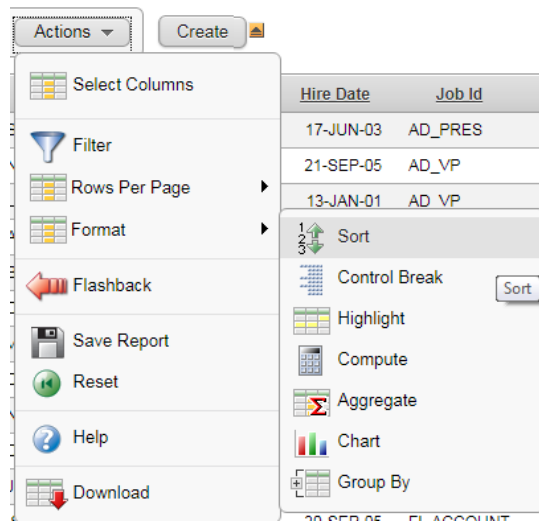 Actions
Create
Select Columns
Filter
Rows Per Page
Format
Flashback
Save Report
Reset
Help
Download
Hire Date Job Id
17-JUN-03 AD_PRES
21-SEP-05 AD_VP
13-JAN-01 AD_VP
Sort
Control Break
Highlight
Compute
Aggregate
Chart
Group By
Sort